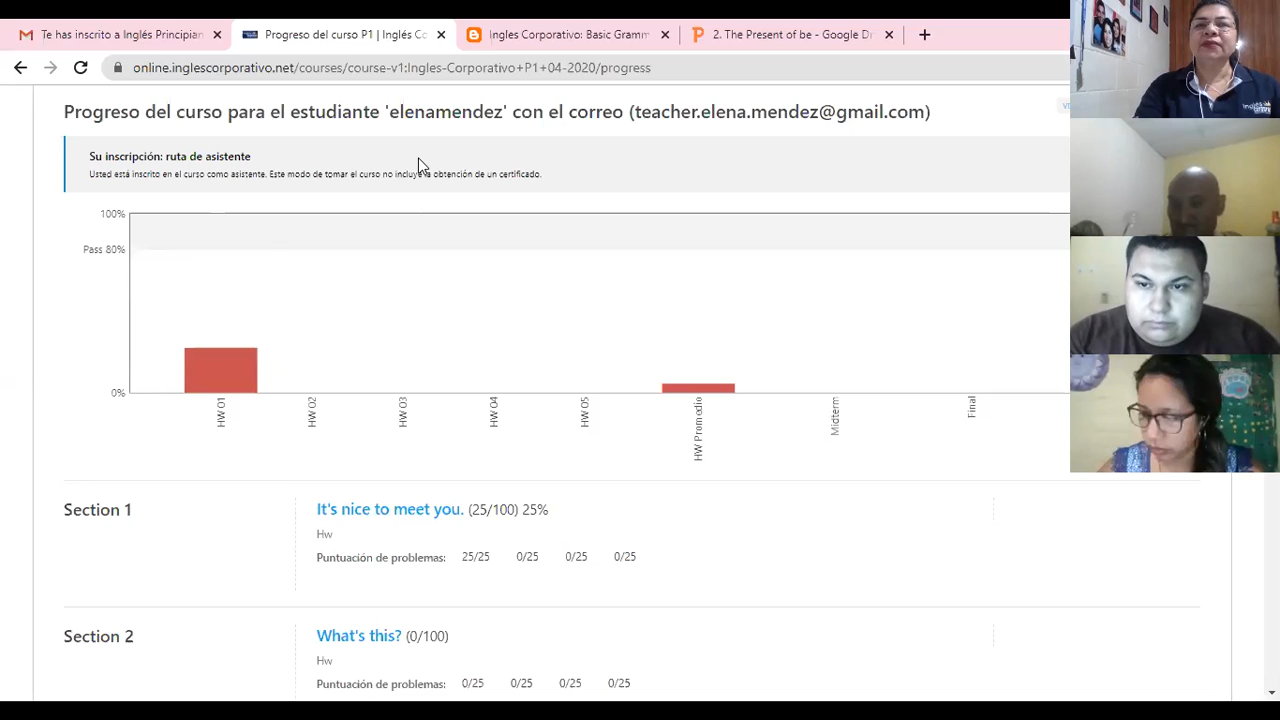 Te has inscrito a Inglés Principian
Progreso del curso P1 | Inglés Co
Ingles Corporativo: Basic Gramm
2. The Present of be - Google Dr
online.inglescorporativo.net/courses/course-v1:Ingles-Corporativo+P1+04-2020/progress
Progreso del curso para el estudiante 'elenamendez' con el correo (teacher.elena.mendez@gmail.com)
Su inscripción: ruta de asistente
Usted está inscrito en el curso como asistente. Este modo de tomar el curso no incluye la obtención de un certificado.
100%
Pass 80%
0%
HW 01
HW 02
HW 03
HW 04
HW 05
HW Promedio
Midterm
Final
Section 1
It's nice to meet you. (25/100) 25%
Hw
Puntuación de problemas: 25/25 0/25 0/25 0/25
Section 2
What's this? (0/100)
Hw
Puntuación de problemas: 0/25 0/25 0/25 0/25